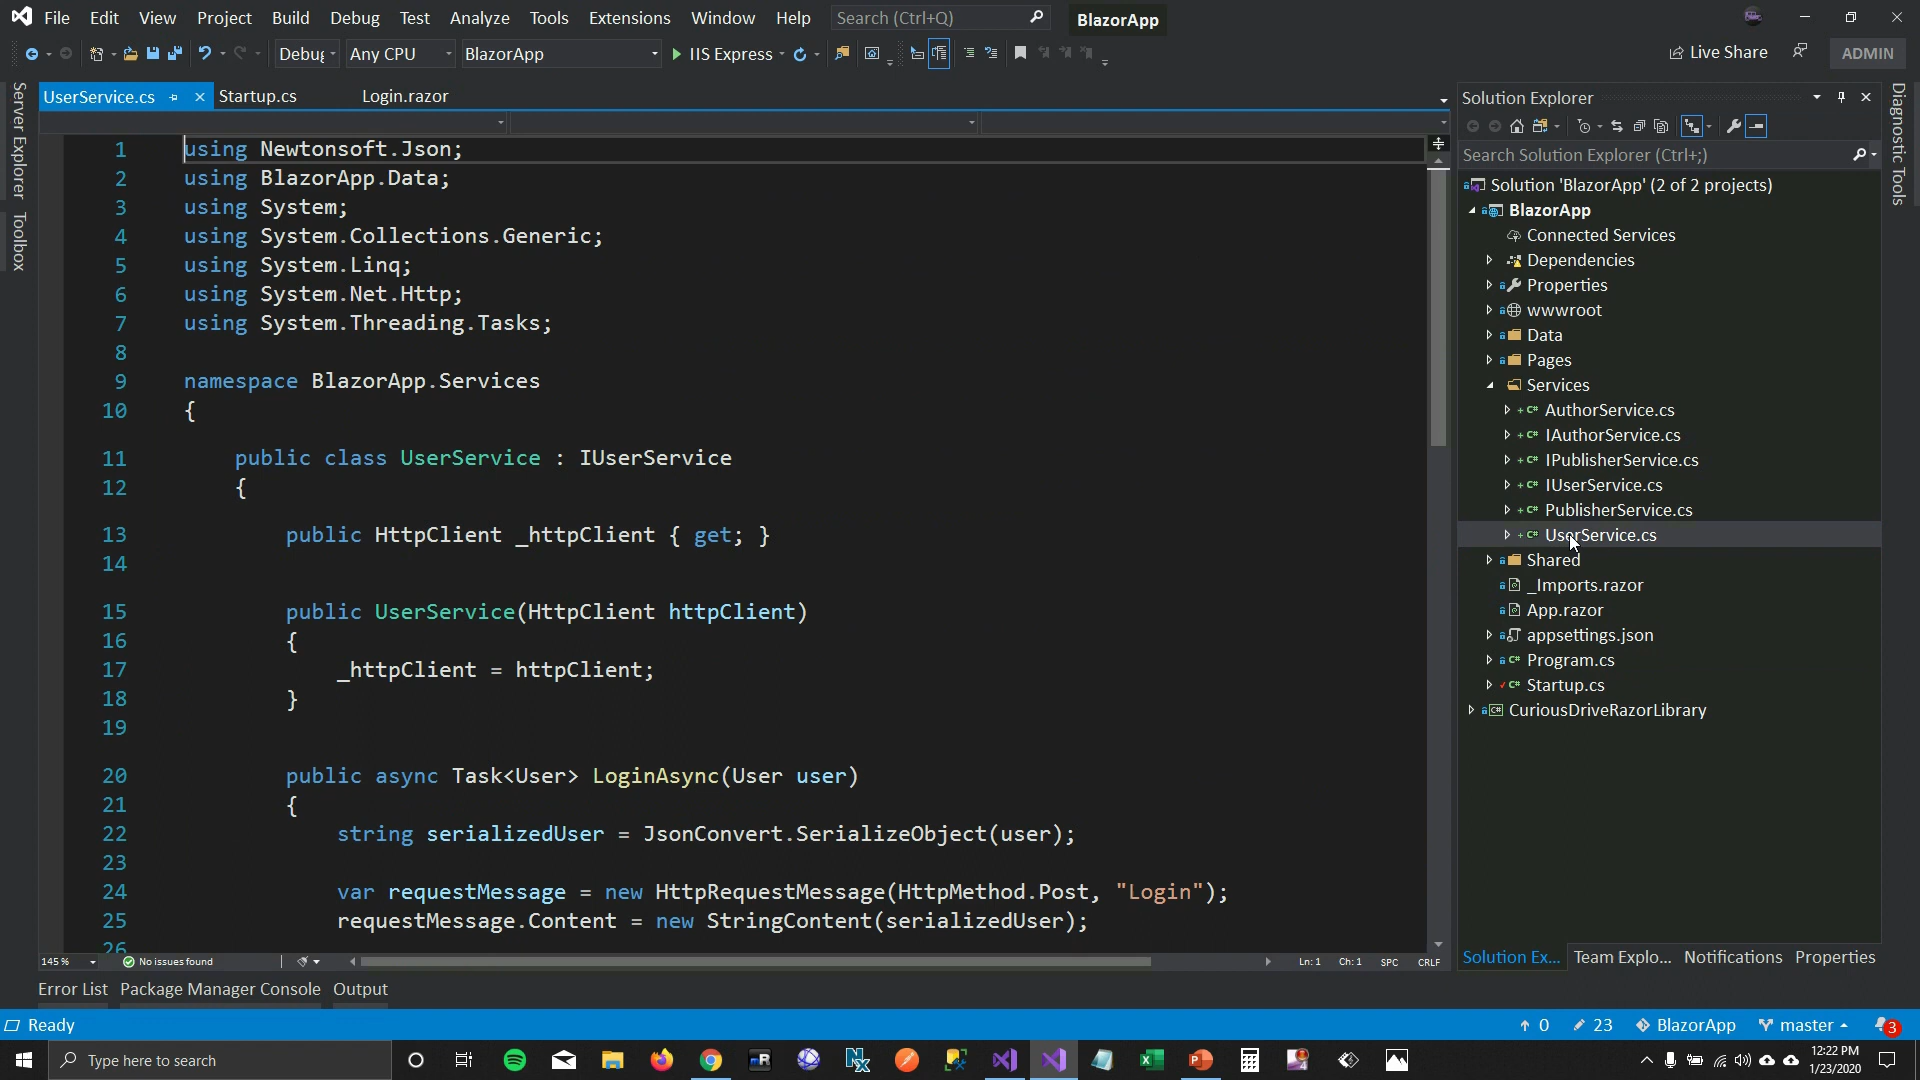 File Edit View Project Build Debug Test Analyze Tools Extensions Window Help Search (Ctrl+Q) BlazorApp
Debug Any CPU BlazorApp IIS Express Live Share ADMIN
UserService.cs Startup.cs Login.razor
Server Explorer
Toolbox
1 using Newtonsoft.Json;
2 using BlazorApp.Data;
3 using System;
4 using System.Collections.Generic;
5 using System.Linq;
6 using System.Net.Http;
7 using System.Threading.Tasks;
8
9 namespace BlazorApp.Services
10 {
11 public class UserService : IUserService
12 {
13 public HttpClient _httpClient { get; }
14
15 public UserService(HttpClient httpClient)
16 {
17 _httpClient = httpClient;
18 }
19
20 public async Task<User> LoginAsync(User user)
21 {
22 string serializedUser = JsonConvert.SerializeObject(user);
23
24 var requestMessage = new HttpRequestMessage(HttpMethod.Post, "Login");
25 requestMessage.Content = new StringContent(serializedUser);
26
145 % No issues found Ln: 1 Ch: 1 SPC CRLF
Solution Explorer
Search Solution Explorer (Ctrl+;)
Solution 'BlazorApp' (2 of 2 projects)
BlazorApp
Connected Services
Dependencies
Properties
wwwroot
Data
Pages
Services
AuthorService.cs
IAuthorService.cs
IPublisherService.cs
IUserService.cs
PublisherService.cs
UserService.cs
Shared
_Imports.razor
App.razor
appsettings.json
Program.cs
Startup.cs
CuriousDriveRazorLibrary
Solution Ex... Team Explo... Notifications Properties
Diagnostic Tools
Error List Package Manager Console Output
Ready 0 23 BlazorApp master 3
Type here to search
12:22 PM
1/23/2020